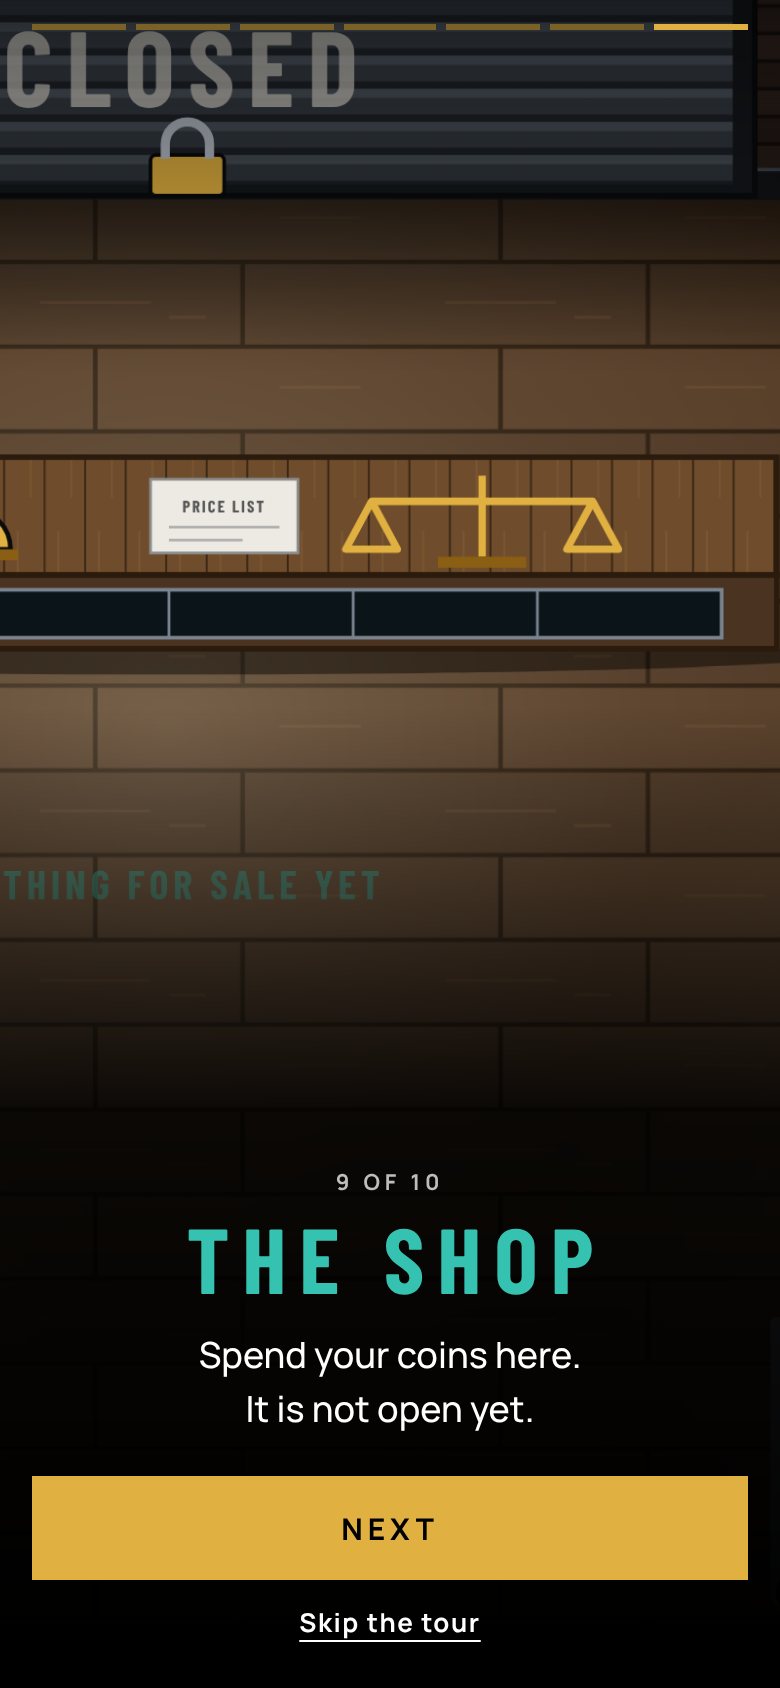 CLOSED
PRICE LIST
THING FOR SALE YET
9 OF 10
THE SHOP
Spend your coins here.
It is not open yet.
NEXT
Skip the tour